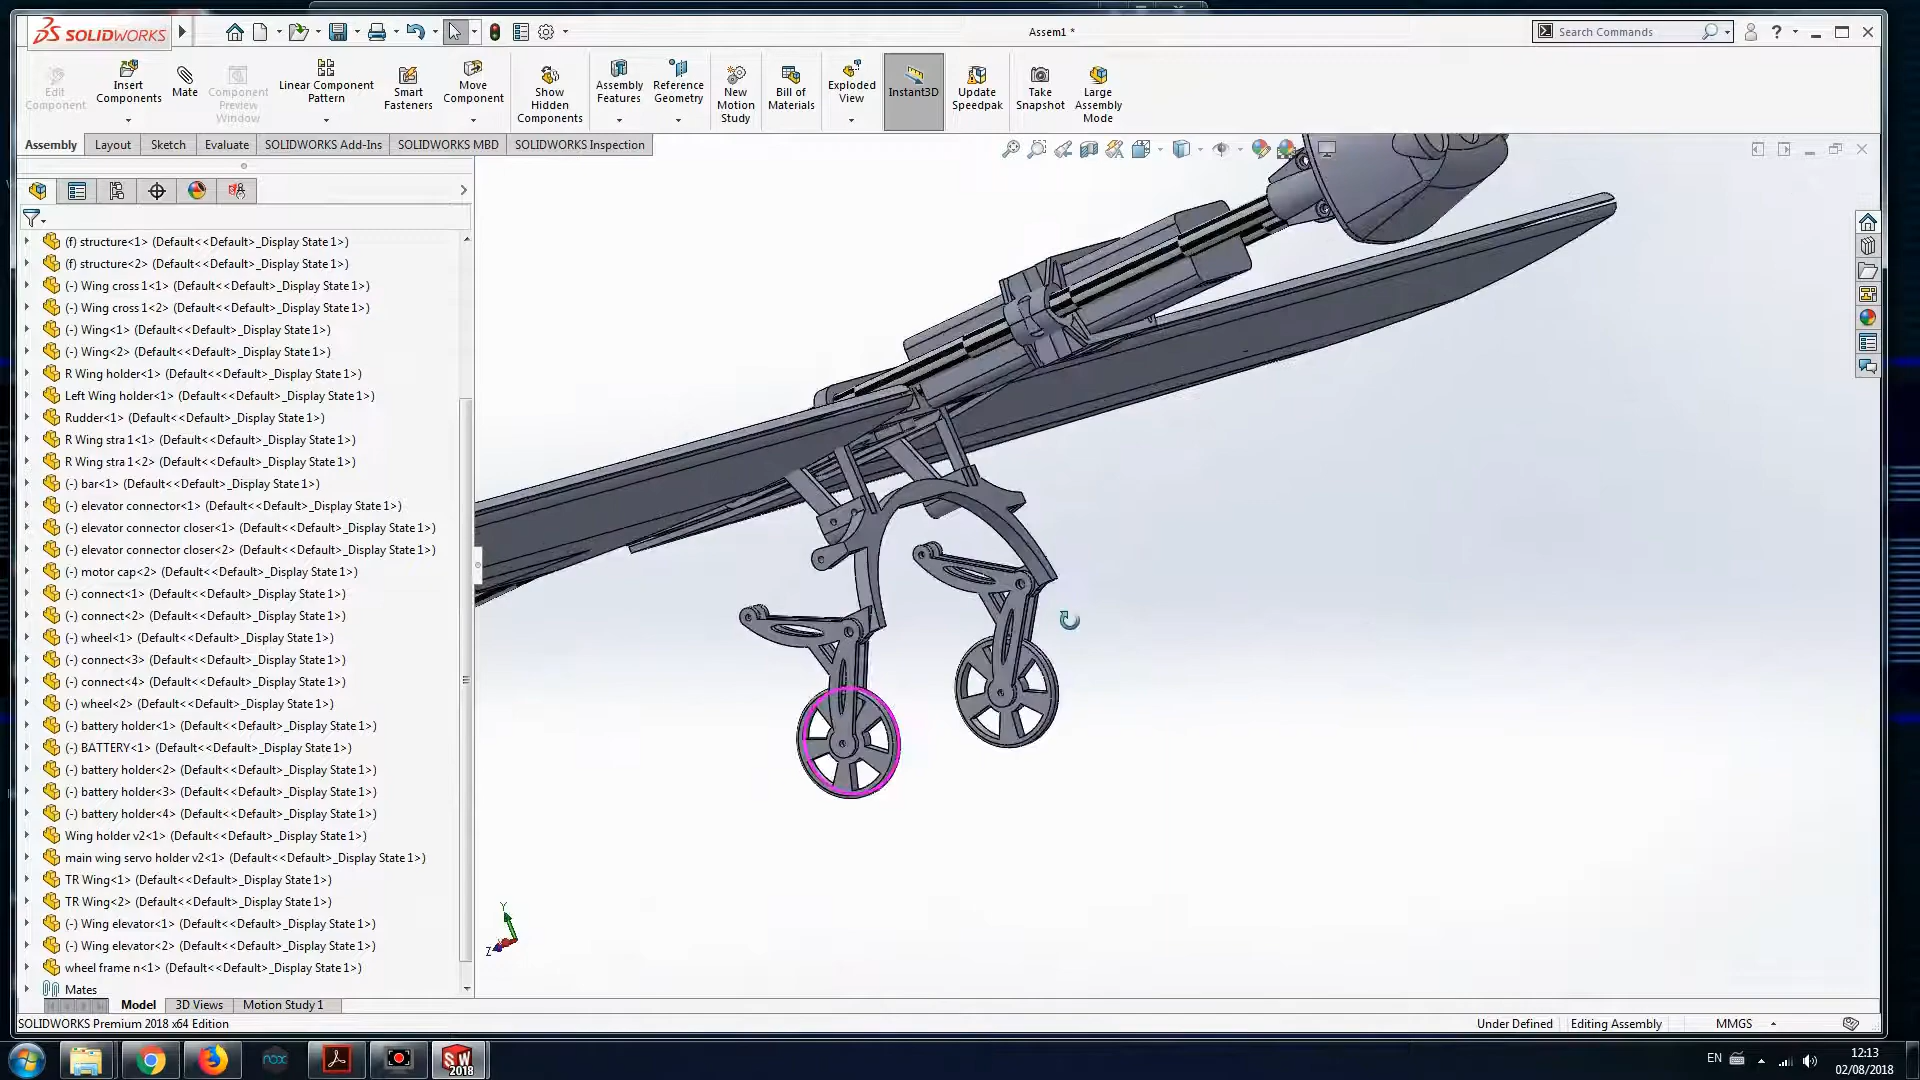 SOLIDWORKS
Assem1 *
Search Commands
?
Edit Component
Insert Components
Mate
Component Preview Window
Linear Component Pattern
Smart Fasteners
Move Component
Show Hidden Components
Assembly Features
Reference Geometry
New Motion Study
Bill of Materials
Exploded View
Instant3D
Update Speedpak
Take Snapshot
Large Assembly Mode
Assembly
Layout
Sketch
Evaluate
SOLIDWORKS Add-Ins
SOLIDWORKS MBD
SOLIDWORKS Inspection
(f) structure<1> (Default<<Default>_Display State 1>)
(f) structure<2> (Default<<Default>_Display State 1>)
(-) Wing cross 1<1> (Default<<Default>_Display State 1>)
(-) Wing cross 1<2> (Default<<Default>_Display State 1>)
(-) Wing<1> (Default<<Default>_Display State 1>)
(-) Wing<2> (Default<<Default>_Display State 1>)
R Wing holder<1> (Default<<Default>_Display State 1>)
Left Wing holder<1> (Default<<Default>_Display State 1>)
Rudder<1> (Default<<Default>_Display State 1>)
R Wing stra 1<1> (Default<<Default>_Display State 1>)
R Wing stra 1<2> (Default<<Default>_Display State 1>)
(-) bar<1> (Default<<Default>_Display State 1>)
(-) elevator connector<1> (Default<<Default>_Display State 1>)
(-) elevator connector closer<1> (Default<<Default>_Display State 1>)
(-) elevator connector closer<2> (Default<<Default>_Display State 1>)
(-) motor cap<2> (Default<<Default>_Display State 1>)
(-) connect<1> (Default<<Default>_Display State 1>)
(-) connect<2> (Default<<Default>_Display State 1>)
(-) wheel<1> (Default<<Default>_Display State 1>)
(-) connect<3> (Default<<Default>_Display State 1>)
(-) connect<4> (Default<<Default>_Display State 1>)
(-) wheel<2> (Default<<Default>_Display State 1>)
(-) battery holder<1> (Default<<Default>_Display State 1>)
(-) BATTERY<1> (Default<<Default>_Display State 1>)
(-) battery holder<2> (Default<<Default>_Display State 1>)
(-) battery holder<3> (Default<<Default>_Display State 1>)
(-) battery holder<4> (Default<<Default>_Display State 1>)
Wing holder v2<1> (Default<<Default>_Display State 1>)
main wing servo holder v2<1> (Default<<Default>_Display State 1>)
TR Wing<1> (Default<<Default>_Display State 1>)
TR Wing<2> (Default<<Default>_Display State 1>)
(-) Wing elevator<1> (Default<<Default>_Display State 1>)
(-) Wing elevator<2> (Default<<Default>_Display State 1>)
wheel frame n<1> (Default<<Default>_Display State 1>)
Mates
Y
Z
Model
3D Views
Motion Study 1
SOLIDWORKS Premium 2018 x64 Edition
Under Defined
Editing Assembly
MMGS
nox
SW
2018
EN
12:13
02/08/2018